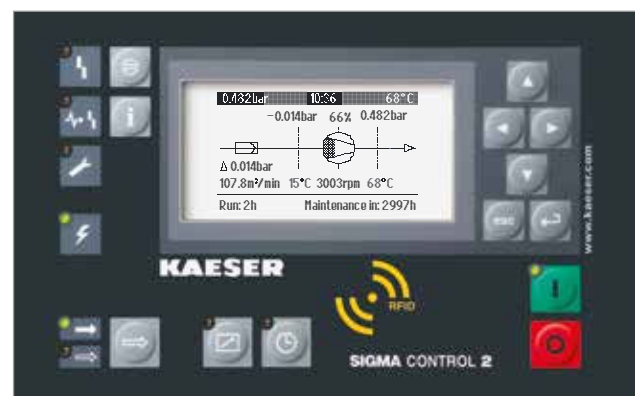 0.482bar 10:36 68°C
-0.014bar 66% 0.482bar
Δ 0.014bar
107.8m³/min 15°C 3003rpm 68°C
Run: 2h Maintenance in: 2997h
i
esc
www.kaeser.com
KAESER
RFID
I
O
SIGMA CONTROL 2